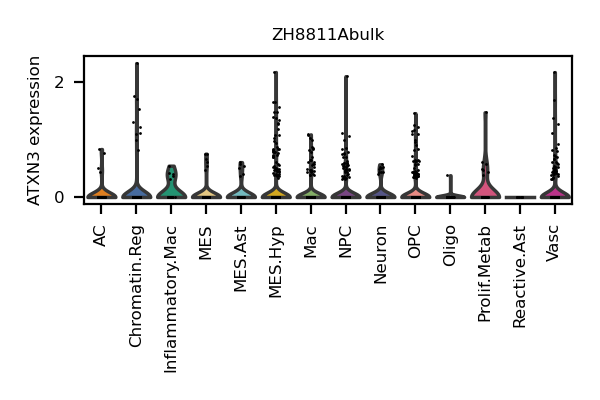 ZH8811Abulk
ATXN3 expression
2
0
AC
Chromatin.Reg
Inflammatory.Mac
MES
MES.Ast
MES.Hyp
Mac
NPC
Neuron
OPC
Oligo
Prolif.Metab
Reactive.Ast
Vasc